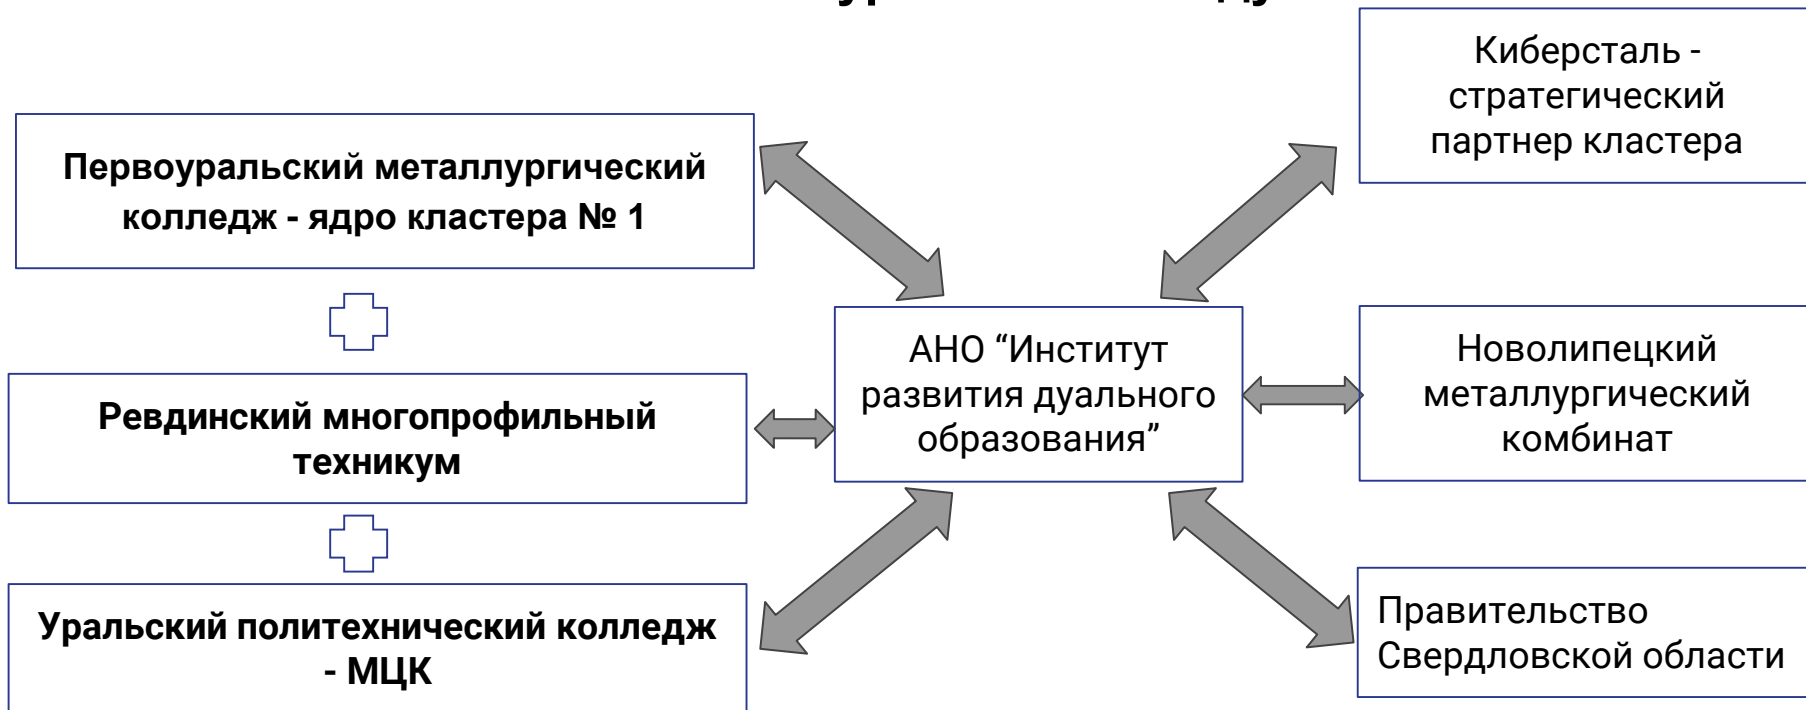 Первоуральский металлургический
колледж - ядро кластера № 1
Ревдинский многопрофильный
техникум
Уральский политехнический колледж
- МЦК
АНО “Институт
развития дуального
образования”
Киберсталь -
стратегический
партнер кластера
Новолипецкий
металлургический
комбинат
Правительство
Свердловской области